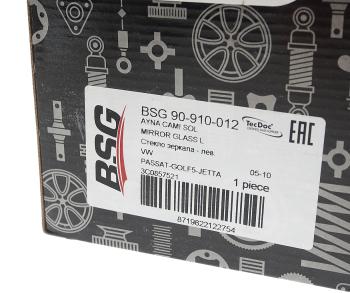 BSG
BSG 90-910-012
AYNA CAMI SOL
MIRROR GLASS L
Стекло зеркала - лев.
VW
PASSAT-GOLF5-JETTA 05-10
3C0857521
1 piece
8719822122754
TecDoc
EAC